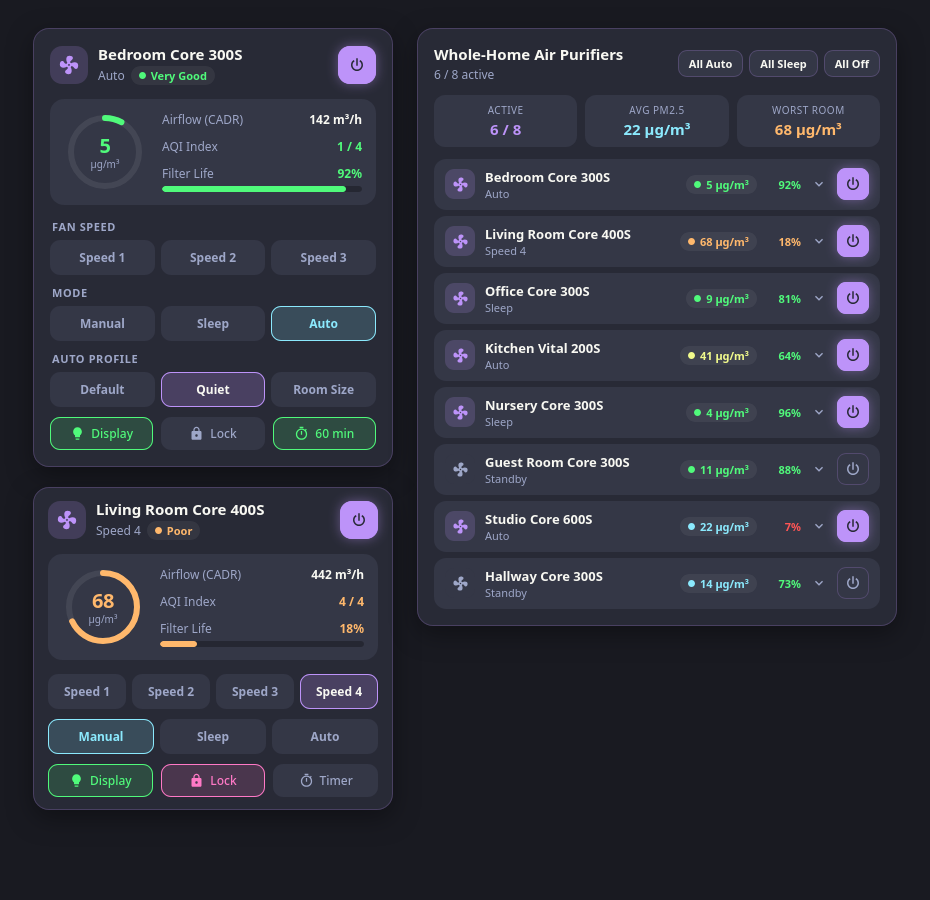 Bedroom Core 300S
Auto Very Good
5
µg/m³
Airflow (CADR) 142 m³/h
AQI Index 1 / 4
Filter Life 92%
FAN SPEED
Speed 1 Speed 2 Speed 3
MODE
Manual Sleep Auto
AUTO PROFILE
Default Quiet Room Size
Display Lock 60 min
Living Room Core 400S
Speed 4 Poor
68
µg/m³
Airflow (CADR) 442 m³/h
AQI Index 4 / 4
Filter Life 18%
Speed 1 Speed 2 Speed 3 Speed 4
Manual Sleep Auto
Display Lock Timer
Whole-Home Air Purifiers
6 / 8 active
All Auto All Sleep All Off
ACTIVE AVG PM2.5 WORST ROOM
6 / 8 22 µg/m³ 68 µg/m³
Bedroom Core 300S 5 µg/m³ 92%
Auto
Living Room Core 400S 68 µg/m³ 18%
Speed 4
Office Core 300S 9 µg/m³ 81%
Sleep
Kitchen Vital 200S 41 µg/m³ 64%
Auto
Nursery Core 300S 4 µg/m³ 96%
Sleep
Guest Room Core 300S 11 µg/m³ 88%
Standby
Studio Core 600S 22 µg/m³ 7%
Auto
Hallway Core 300S 14 µg/m³ 73%
Standby